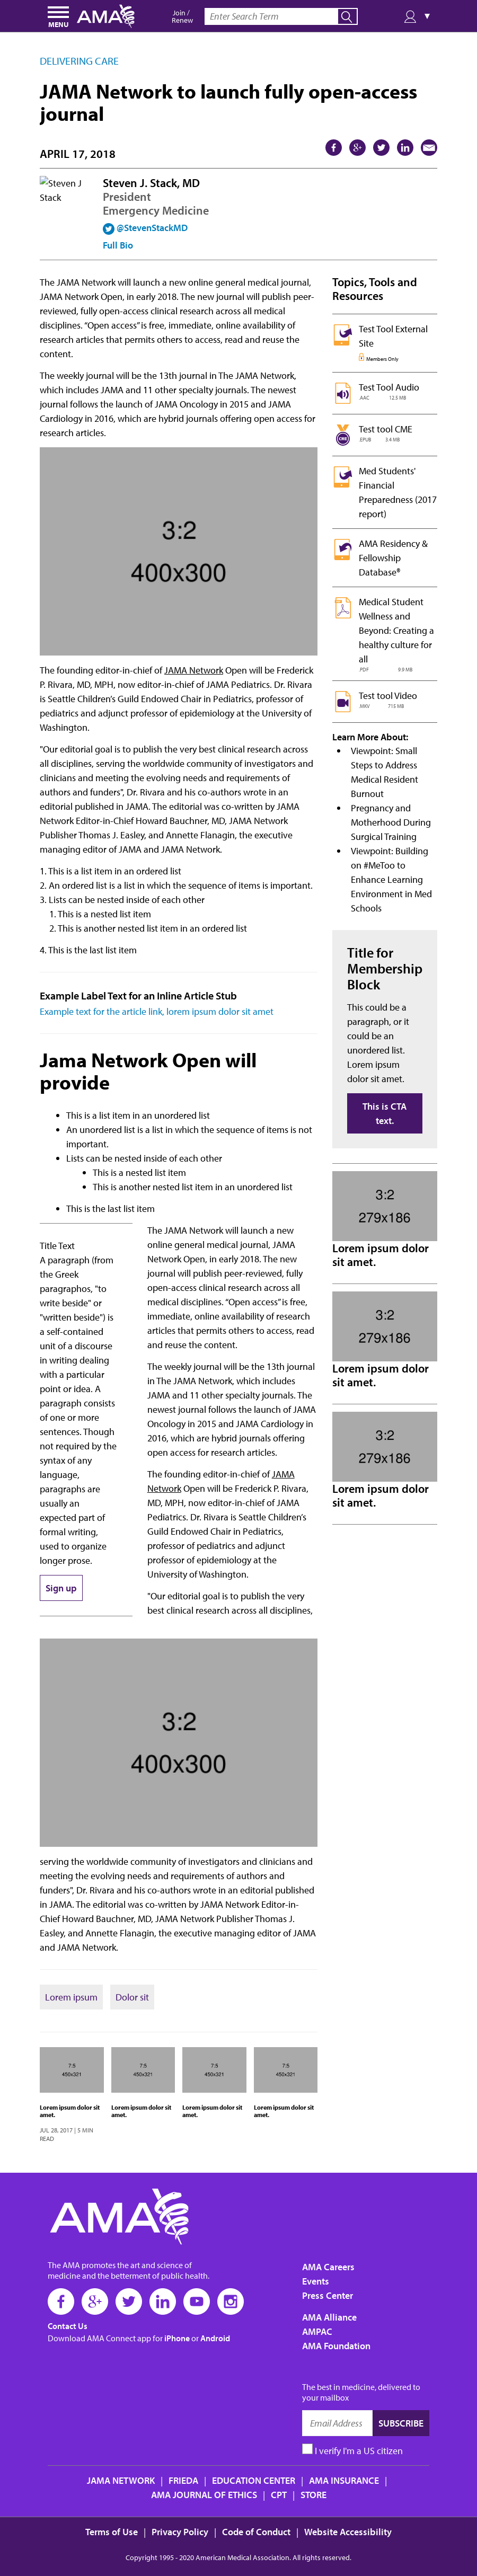 MENU
AMA
Join /
Renew
Enter Search Term
▼
DELIVERING CARE
JAMA Network to launch fully open-access
journal
APRIL 17, 2018
Steven J
Stack
Steven J. Stack, MD
President
Emergency Medicine
@StevenStackMD
Full Bio
The JAMA Network will launch a new online general medical journal,
JAMA Network Open, in early 2018. The new journal will publish peer-
reviewed, fully open-access clinical research across all medical
disciplines. “Open access” is free, immediate, online availability of
research articles that permits others to access, read and reuse the
content.
The weekly journal will be the 13th journal in The JAMA Network,
which includes JAMA and 11 other specialty journals. The newest
journal follows the launch of JAMA Oncology in 2015 and JAMA
Cardiology in 2016, which are hybrid journals offering open access for
research articles.
3:2
400x300
The founding editor-in-chief of JAMA Network Open will be Frederick
P. Rivara, MD, MPH, now editor-in-chief of JAMA Pediatrics. Dr. Rivara
is Seattle Children’s Guild Endowed Chair in Pediatrics, professor of
pediatrics and adjunct professor of epidemiology at the University of
Washington.
"Our editorial goal is to publish the very best clinical research across
all disciplines, serving the worldwide community of investigators and
clinicians and meeting the evolving needs and requirements of
authors and funders", Dr. Rivara and his co-authors wrote in an
editorial published in JAMA. The editorial was co-written by JAMA
Network Editor-in-Chief Howard Bauchner, MD, JAMA Network
Publisher Thomas J. Easley, and Annette Flanagin, the executive
managing editor of JAMA and JAMA Network.
1. This is a list item in an ordered list
2. An ordered list is a list in which the sequence of items is important.
3. Lists can be nested inside of each other
1. This is a nested list item
2. This is another nested list item in an ordered list
4. This is the last list item
Example Label Text for an Inline Article Stub
Example text for the article link, lorem ipsum dolor sit amet
Jama Network Open will
provide
• This is a list item in an unordered list
• An unordered list is a list in which the sequence of items is not
important.
• Lists can be nested inside of each other
• This is a nested list item
• This is another nested list item in an unordered list
• This is the last list item
Title Text
A paragraph (from
the Greek
paragraphos, "to
write beside" or
"written beside") is
a self-contained
unit of a discourse
in writing dealing
with a particular
point or idea. A
paragraph consists
of one or more
sentences. Though
not required by the
syntax of any
language,
paragraphs are
usually an
expected part of
formal writing,
used to organize
longer prose.
Sign up
The JAMA Network will launch a new
online general medical journal, JAMA
Network Open, in early 2018. The new
journal will publish peer-reviewed, fully
open-access clinical research across all
medical disciplines. “Open access” is free,
immediate, online availability of research
articles that permits others to access, read
and reuse the content.
The weekly journal will be the 13th journal
in The JAMA Network, which includes
JAMA and 11 other specialty journals. The
newest journal follows the launch of JAMA
Oncology in 2015 and JAMA Cardiology in
2016, which are hybrid journals offering
open access for research articles.
The founding editor-in-chief of JAMA
Network Open will be Frederick P. Rivara,
MD, MPH, now editor-in-chief of JAMA
Pediatrics. Dr. Rivara is Seattle Children’s
Guild Endowed Chair in Pediatrics,
professor of pediatrics and adjunct
professor of epidemiology at the
University of Washington.
"Our editorial goal is to publish the very
best clinical research across all disciplines,
3:2
400x300
serving the worldwide community of investigators and clinicians and
meeting the evolving needs and requirements of authors and
funders", Dr. Rivara and his co-authors wrote in an editorial published
in JAMA. The editorial was co-written by JAMA Network Editor-in-
Chief Howard Bauchner, MD, JAMA Network Publisher Thomas J.
Easley, and Annette Flanagin, the executive managing editor of JAMA
and JAMA Network.
Lorem ipsum
Dolor sit
7:5
450x321
7:5
450x321
7:5
450x321
7:5
450x321
Lorem ipsum dolor sit
amet.
JUL 28, 2017 | 5 MIN
READ
Lorem ipsum dolor sit
amet.
Lorem ipsum dolor sit
amet.
Lorem ipsum dolor sit
amet.
Topics, Tools and
Resources
Test Tool External
Site
Members Only
Test Tool Audio
.AAC 12.5 MB
CME
Test tool CME
.EPUB, 3.4 MB
Med Students'
Financial
Preparedness (2017
report)
AMA Residency &
Fellowship
Database®
Medical Student
Wellness and
Beyond: Creating a
healthy culture for
all
.PDF 9.9 MB
Test tool Video
.MKV 715 MB
Learn More About:
• Viewpoint: Small
Steps to Address
Medical Resident
Burnout
• Pregnancy and
Motherhood During
Surgical Training
• Viewpoint: Building
on #MeToo to
Enhance Learning
Environment in Med
Schools
Title for
Membership
Block
This could be a
paragraph, or it
could be an
unordered list.
Lorem ipsum
dolor sit amet.
This is CTA
text.
3:2
279x186
Lorem ipsum dolor
sit amet.
3:2
279x186
Lorem ipsum dolor
sit amet.
3:2
279x186
Lorem ipsum dolor
sit amet.
AMA
The AMA promotes the art and science of
medicine and the betterment of public health.
Contact Us
Download AMA Connect app for iPhone or Android
AMA Careers
Events
Press Center
AMA Alliance
AMPAC
AMA Foundation
The best in medicine, delivered to
your mailbox
Email Address
SUBSCRIBE
I verify I'm a US citizen
JAMA NETWORK | FRIEDA | EDUCATION CENTER | AMA INSURANCE |
AMA JOURNAL OF ETHICS | CPT | STORE
Terms of Use | Privacy Policy | Code of Conduct | Website Accessibility
Copyright 1995 - 2020 American Medical Association. All rights reserved.